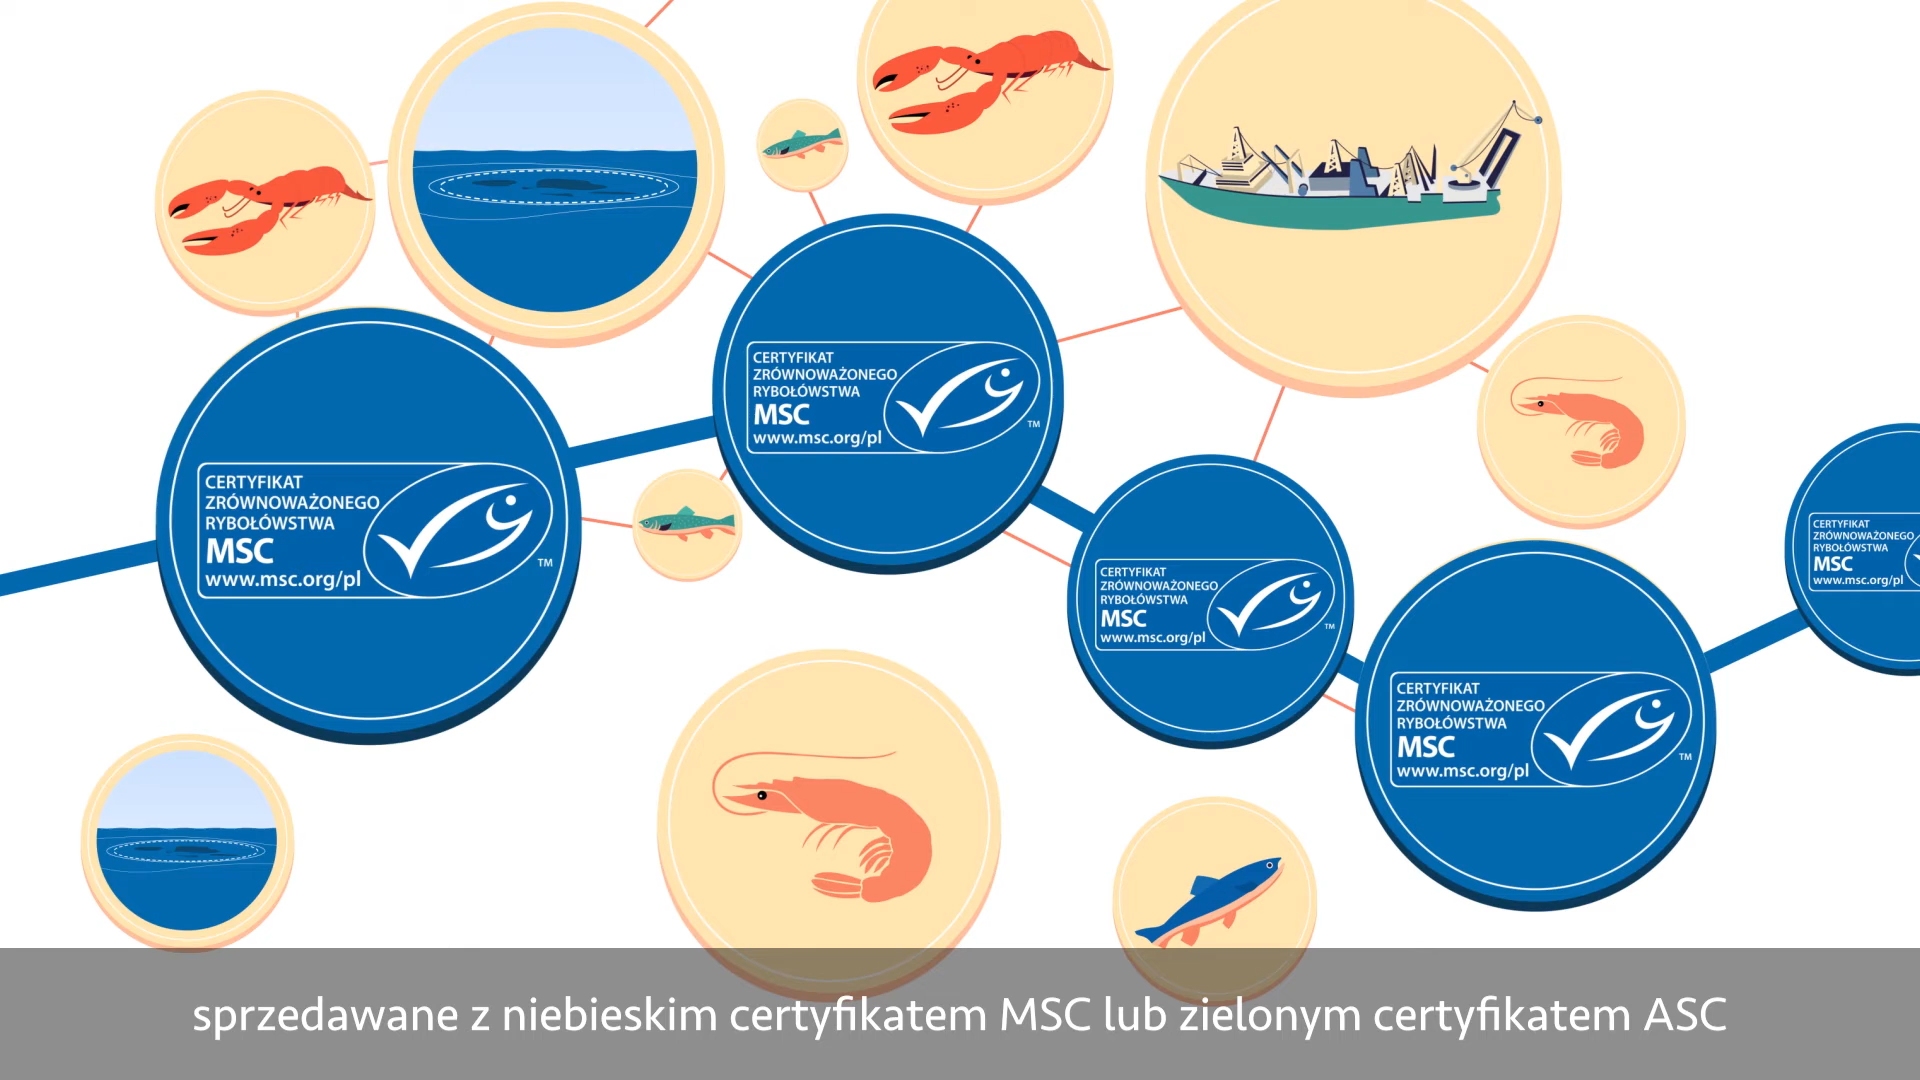 CERTYFIKAT
ZRÓWNOWAŻONEGO
RYBOŁÓWSTWA
MSC
www.msc.org/pl
TM
CERTYFIKAT
ZRÓWNOWAŻONEGO
RYBOŁÓWSTWA
MSC
www.msc.org/pl
TM
CERTYFIKAT
ZRÓWNOWAŻONEGO
RYBOŁÓWSTWA
MSC
www.msc.org/pl
TM
CERTYFIKAT
ZRÓWNOWAŻONEGO
RYBOŁÓWSTWA
MSC
www.msc.org/pl
TM
CERTYFIKAT
ZRÓWNOWAŻONEGO
RYBOŁÓWSTWA
MSC
www.msc.org/pl
sprzedawane z niebieskim certyfikatem MSC lub zielonym certyfikatem ASC